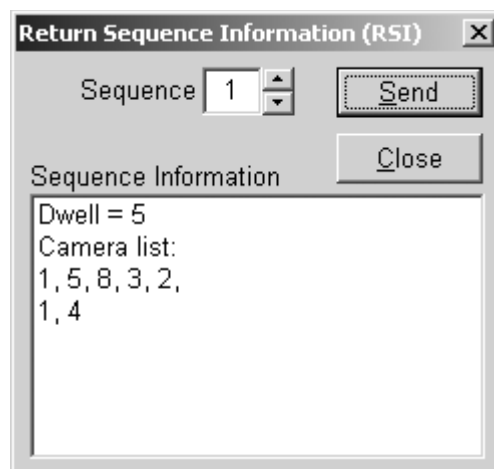 Return Sequence Information (RSI)
Sequence 1
Send
Close
Sequence Information
Dwell = 5
Camera list:
1, 5, 8, 3, 2,
1, 4